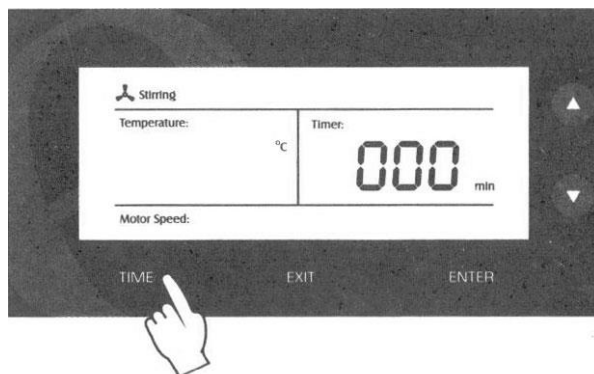 Stirring
Temperature:
°C
Timer:
000
min
Motor Speed:
TIME
EXIT
ENTER